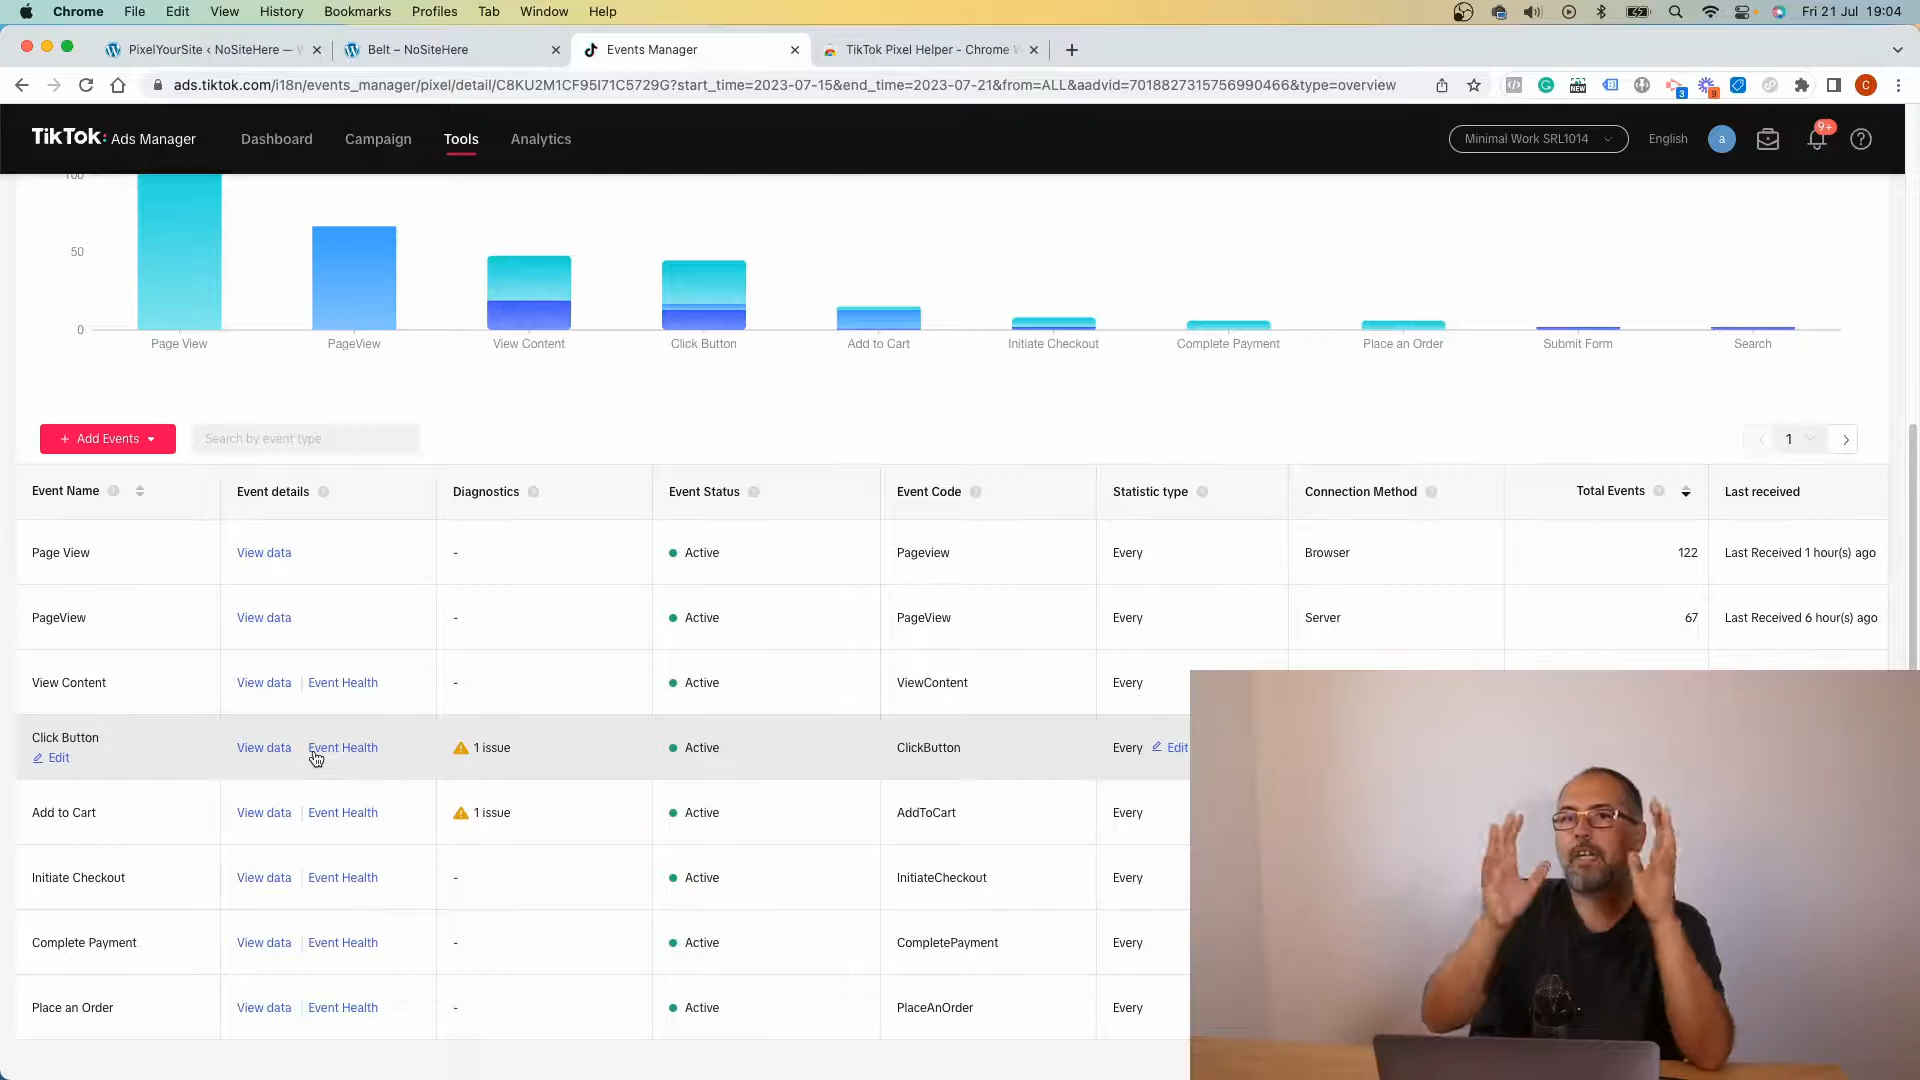 Chrome File Edit View History Bookmarks Profiles Tab Window Help Fri 21 Jul 19:04
PixelYourSite ‹ NoSiteHere — Belt – NoSiteHere Events Manager TikTok Pixel Helper - Chrome
ads.tiktok.com/i18n/events_manager/pixel/detail/C8KU2M1CF95I71C5729G?start_time=2023-07-15&end_time=2023-07-21&from=ALL&aadvid=7018827315756990466&type=overview NEW 3 9 C
TikTok: Ads Manager Dashboard Campaign Tools Analytics Minimal Work SRL1014 English a 9+
100
50
0
Page View PageView View Content Click Button Add to Cart Initiate Checkout Complete Payment Place an Order Submit Form Search
+ Add Events Search by event type 1
Event Name Event details Diagnostics Event Status Event Code Statistic type Connection Method Total Events Last received
Page View View data - Active Pageview Every Browser 122 Last Received 1 hour(s) ago
PageView View data - Active PageView Every Server 67 Last Received 6 hour(s) ago
View Content View data Event Health - Active ViewContent Every
Click Button View data Event Health 1 issue Active ClickButton Every Edit
Edit
Add to Cart View data Event Health 1 issue Active AddToCart Every
Initiate Checkout View data Event Health - Active InitiateCheckout Every
Complete Payment View data Event Health - Active CompletePayment Every
Place an Order View data Event Health - Active PlaceAnOrder Every